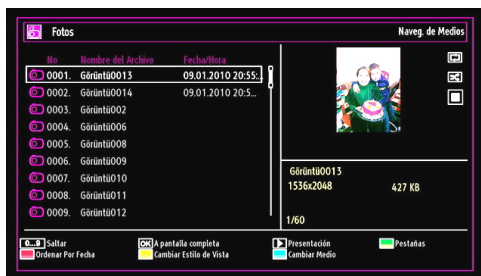 Fotos
Naveg. de Medios
No Nombre del Archivo Fecha/Hora
0001. Görüntü0013 09.01.2010 20:55:..
0002. Görüntü0014 09.01.2010 20:5...
0003. Görüntü002
0004. Görüntü006
0005. Görüntü008
0006. Görüntü009
0007. Görüntü010
0008. Görüntü011
0009. Görüntü012
Görüntü0013
1536x2048 427 KB
1/60
0...9 Saltar OK A pantalla completa Presentación Pestañas
Ordenar Por Fecha Cambiar Estilo de Vista Cambiar Medio